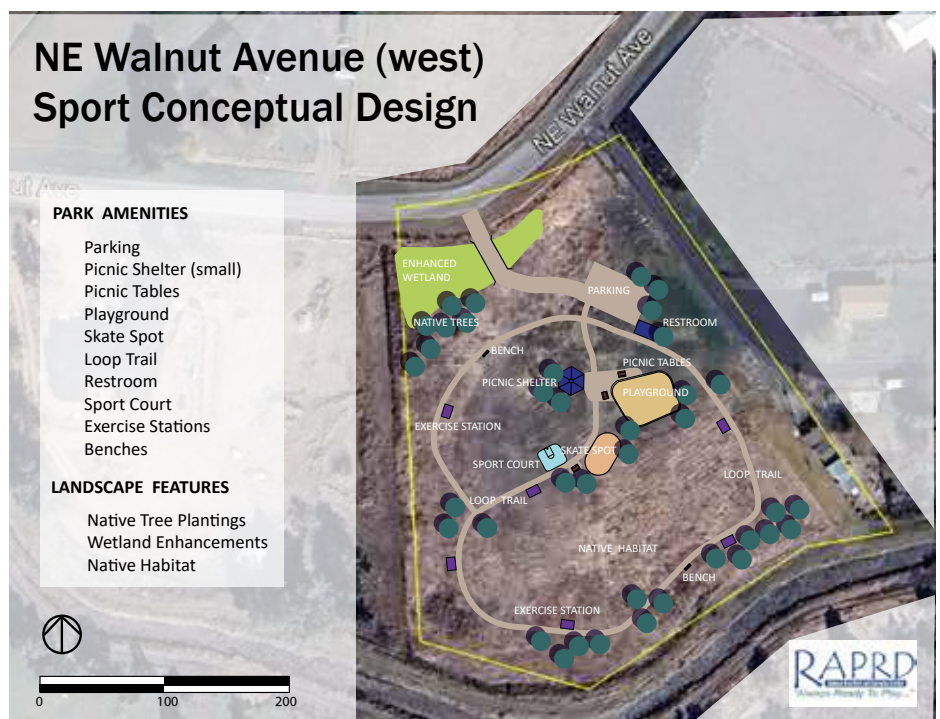 NE Walnut Avenue (west)
Sport Conceptual Design
NE Walnut Ave
ut Ave
PARK AMENITIES
Parking
Picnic Shelter (small)
Picnic Tables
Playground
Skate Spot
Loop Trail
Restroom
Sport Court
Exercise Stations
Benches
LANDSCAPE FEATURES
Native Tree Plantings
Wetland Enhancements
Native Habitat
ENHANCED
WETLAND
PARKING
NATIVE TREES
RESTROOM
BENCH
PICNIC TABLES
PICNIC SHELTER
PLAYGROUND
EXERCISE STATION
SKATE SPOT
SPORT COURT
LOOP TRAIL
LOOP TRAIL
NATIVE HABITAT
BENCH
EXERCISE STATION
0 100 200
RAPRD
Always Ready To Play...